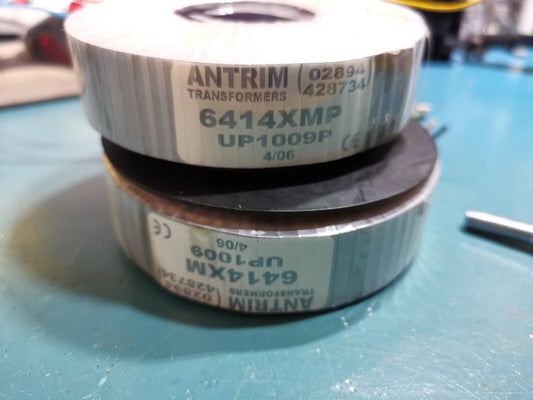 ANTRIM
TRANSFORMERS
02894
428734
6414XMP
UP1009P
4/06
CE
ANTRIM
TRANSFORMERS
02894
428734
6414XM
UP1009
4/06
CE